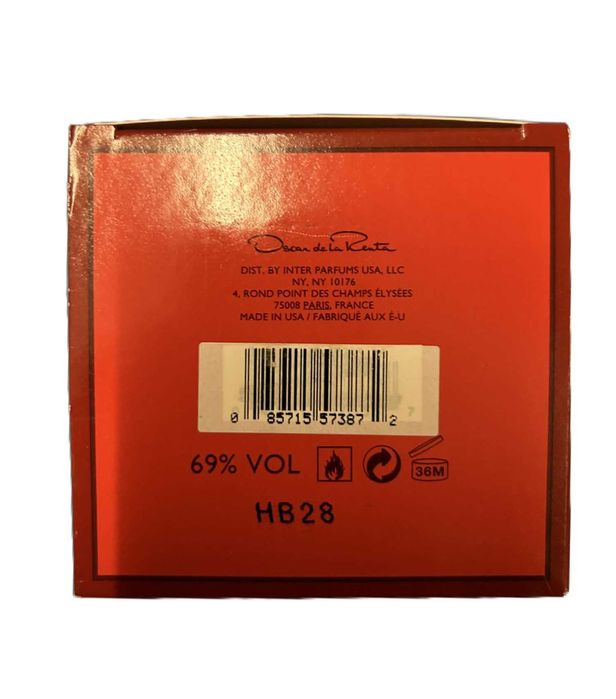 Oscar de la Renta
DIST. BY INTER PARFUMS USA, LLC
NY, NY 10176
4, ROND POINT DES CHAMPS ÉLYSÉES
75008 PARIS, FRANCE
MADE IN USA / FABRIQUÉ AUX É-U
0 85715 57387 2
69% VOL 36M
HB28